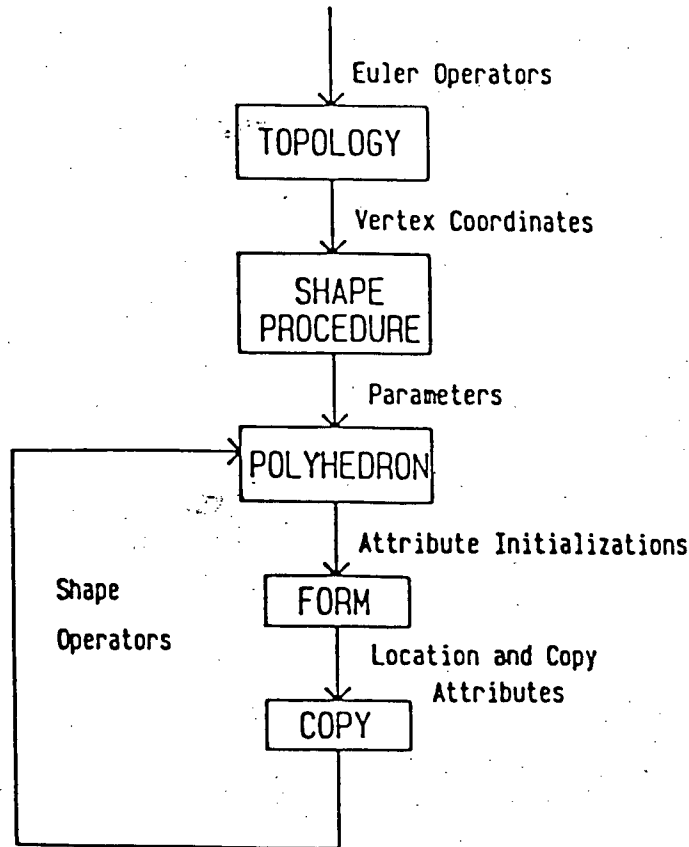 Euler Operators
TOPOLOGY
Vertex Coordinates
SHAPE
PROCEDURE
Parameters
POLYHEDRON
Attribute Initializations
Shape
Operators
FORM
Location and Copy
Attributes
COPY